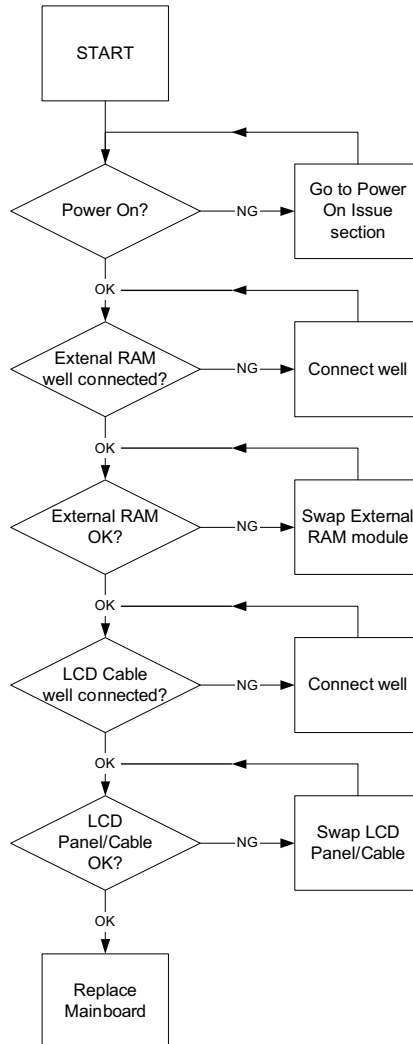 START
Power On?
NG
Go to Power
On Issue
section
OK
Extenal RAM
well connected?
NG
Connect well
OK
External RAM
OK?
NG
Swap External
RAM module
OK
LCD Cable
well connected?
NG
Connect well
OK
LCD
Panel/Cable
OK?
NG
Swap LCD
Panel/Cable
OK
Replace
Mainboard